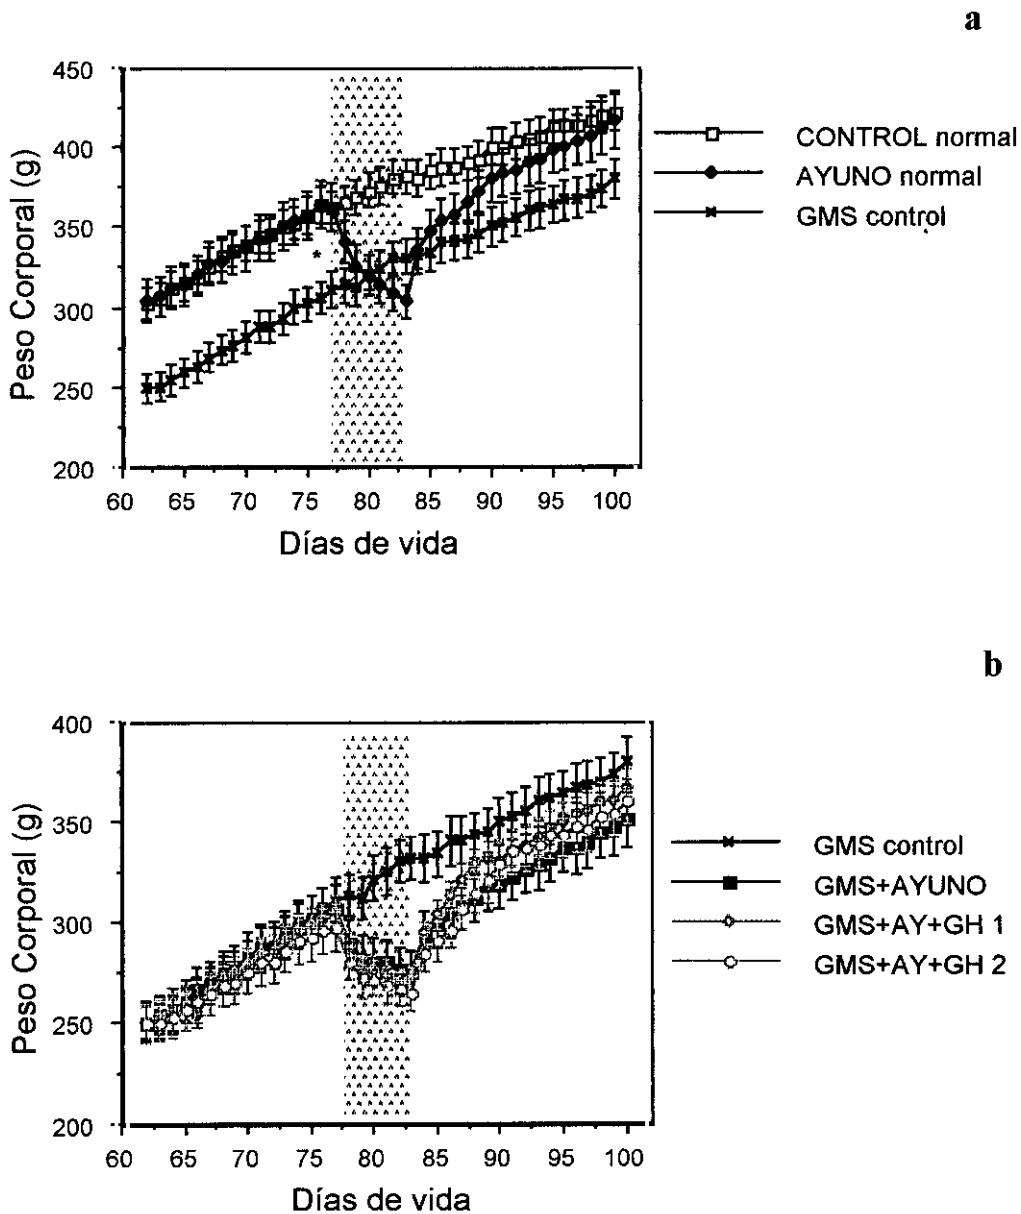 a
450
400
350
300
250
200
Peso Corporal (g)
*
60 65 70 75 80 85 90 95 100
Días de vida
CONTROL normal
AYUNO normal
GMS control
b
400
350
300
250
200
Peso Corporal (g)
60 65 70 75 80 85 90 95 100
Días de vida
GMS control
GMS+AYUNO
GMS+AY+GH 1
GMS+AY+GH 2